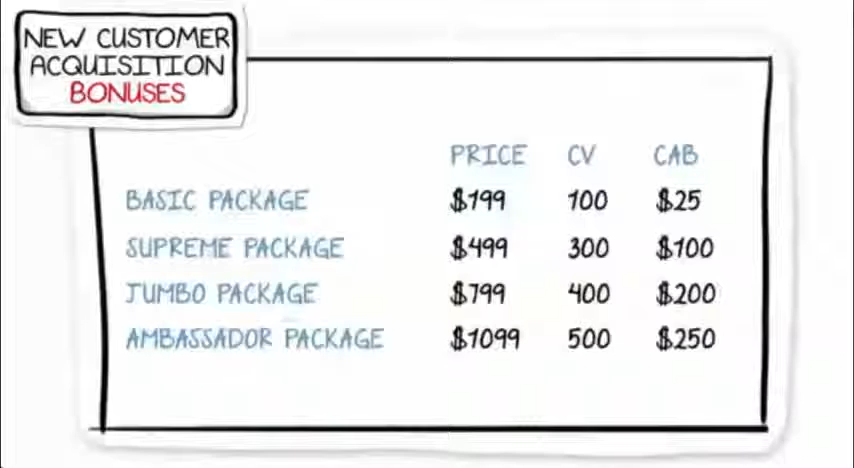 NEW CUSTOMER
ACQUISITION
BONUSES
PRICE CV CAB
BASIC PACKAGE $199 100 $25
SUPREME PACKAGE $499 300 $100
JUMBO PACKAGE $799 400 $200
AMBASSADOR PACKAGE $1099 500 $250